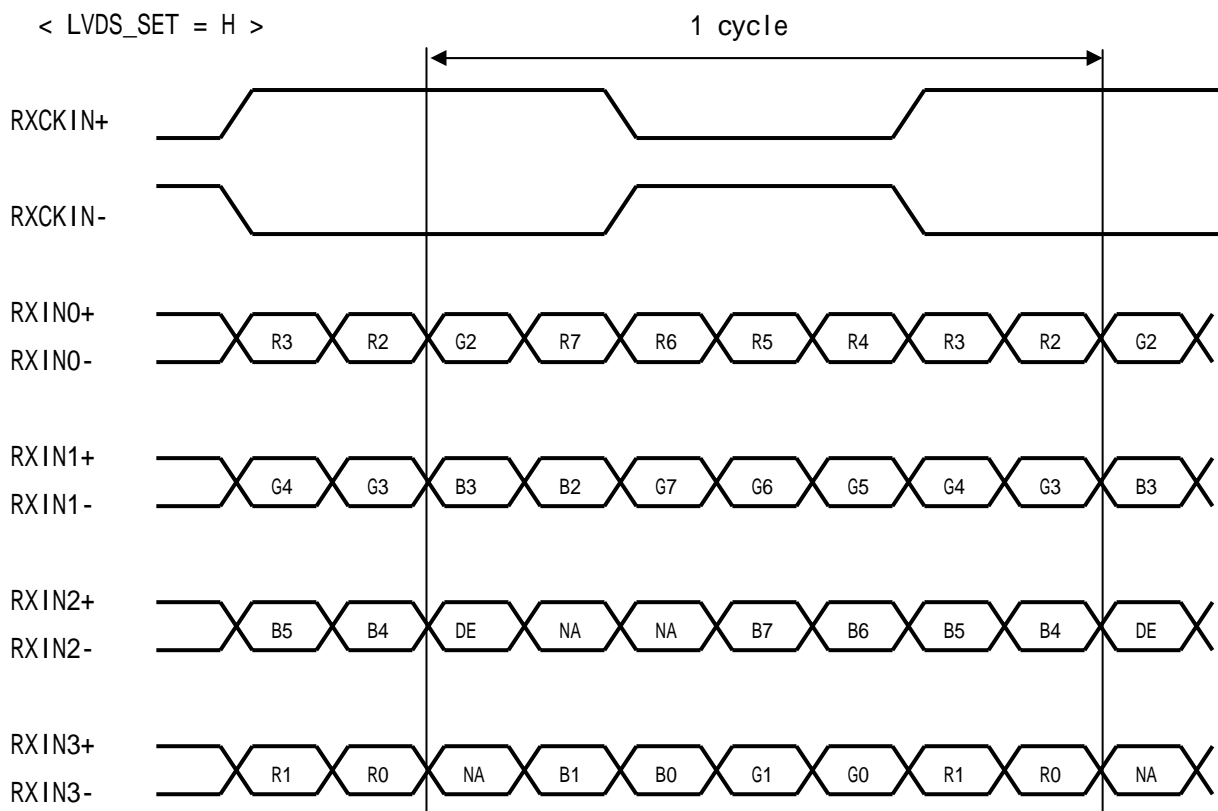 < LVDS_SET = H >
1 cycle
RXCKIN+
RXCKIN-
RXIN0+
R3 R2 G2 R7 R6 R5 R4 R3 R2 G2
RXIN0-
RXIN1+
G4 G3 B3 B2 G7 G6 G5 G4 G3 B3
RXIN1-
RXIN2+
B5 B4 DE NA NA B7 B6 B5 B4 DE
RXIN2-
RXIN3+
R1 R0 NA B1 B0 G1 G0 R1 R0 NA
RXIN3-